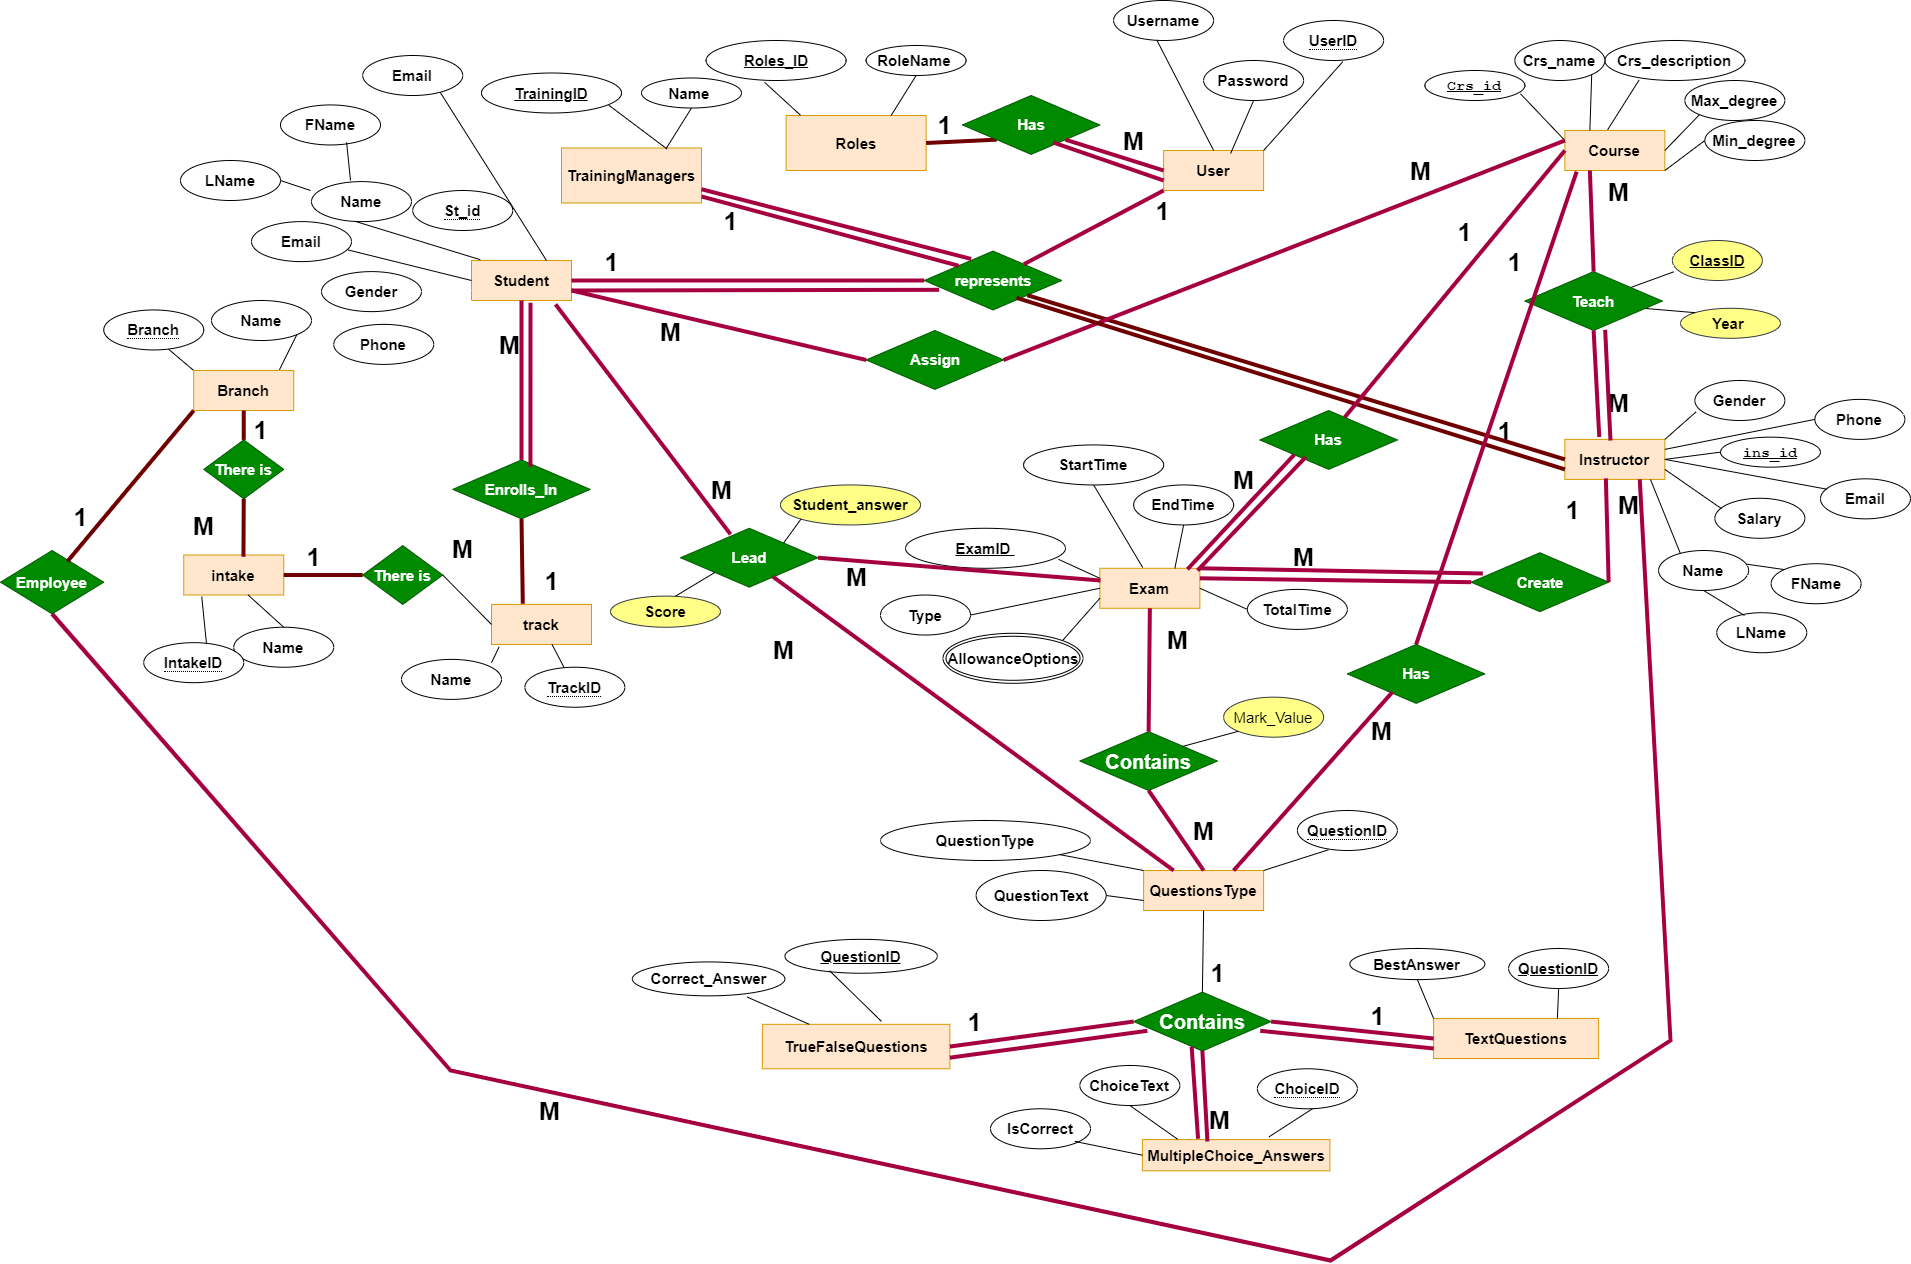 Username
UserID
Email
Roles_ID
RoleName
Crs_name
Crs_description
Password
Crs_id
TrainingID
Name
Max_degree
FName
1
Has
M
Roles
Course
Min_degree
User
TrainingManagers
LName
M
M
Name
St_id
1
1
Email
1
ClassID
1
1
Student
represents
Gender
Teach
Branch
Name
Year
M
M
Phone
Assign
Branch
Gender
M
1
Phone
1
Has
ins_id
Instructor
There is
StartTime
M
Enrolls_In
M
Email
Student_answer
EndTime
M
1
1
Salary
M
ExamID
M
1
M
Lead
Employee
intake
There is
M
Exam
Create
Name
FName
1
Score
Type
TotalTime
track
LName
M
M
IntakeID
Name
AllowanceOptions
Has
Name
TrackID
Mark_Value
M
Contains
M
QuestionID
QuestionType
QuestionsType
QuestionText
QuestionID
BestAnswer
QuestionID
Correct_Answer
1
1
1
Contains
TrueFalseQuestions
TextQuestions
ChoiceText
ChoiceID
M
M
IsCorrect
MultipleChoice_Answers